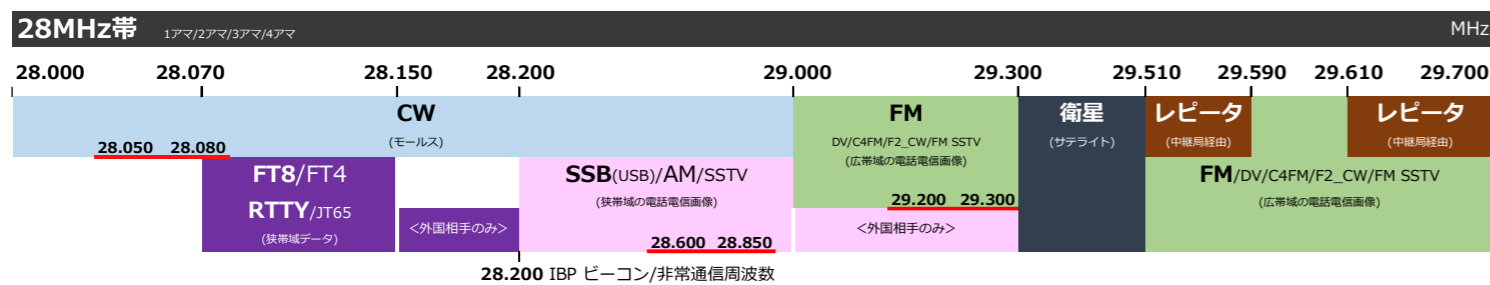 28MHz帯 1アマ/2アマ/3アマ/4アマ MHz
28.000 28.070 28.150 28.200 29.000 29.300 29.510 29.590 29.610 29.700
CW
(モールス)
28.050 28.080
FT8/FT4
RTTY/JT65
(狭帯域データ)
<外国相手のみ>
SSB(USB)/AM/SSTV
(狭帯域の電話電信画像)
28.600 28.850
28.200 IBP ビーコン/非常通信周波数
FM
DV/C4FM/F2_CW/FM SSTV
(広帯域の電話電信画像)
29.200 29.300
<外国相手のみ>
衛星
(サテライト)
レピータ
(中継局経由)
レピータ
(中継局経由)
FM/DV/C4FM/F2_CW/FM SSTV
(広帯域の電話電信画像)